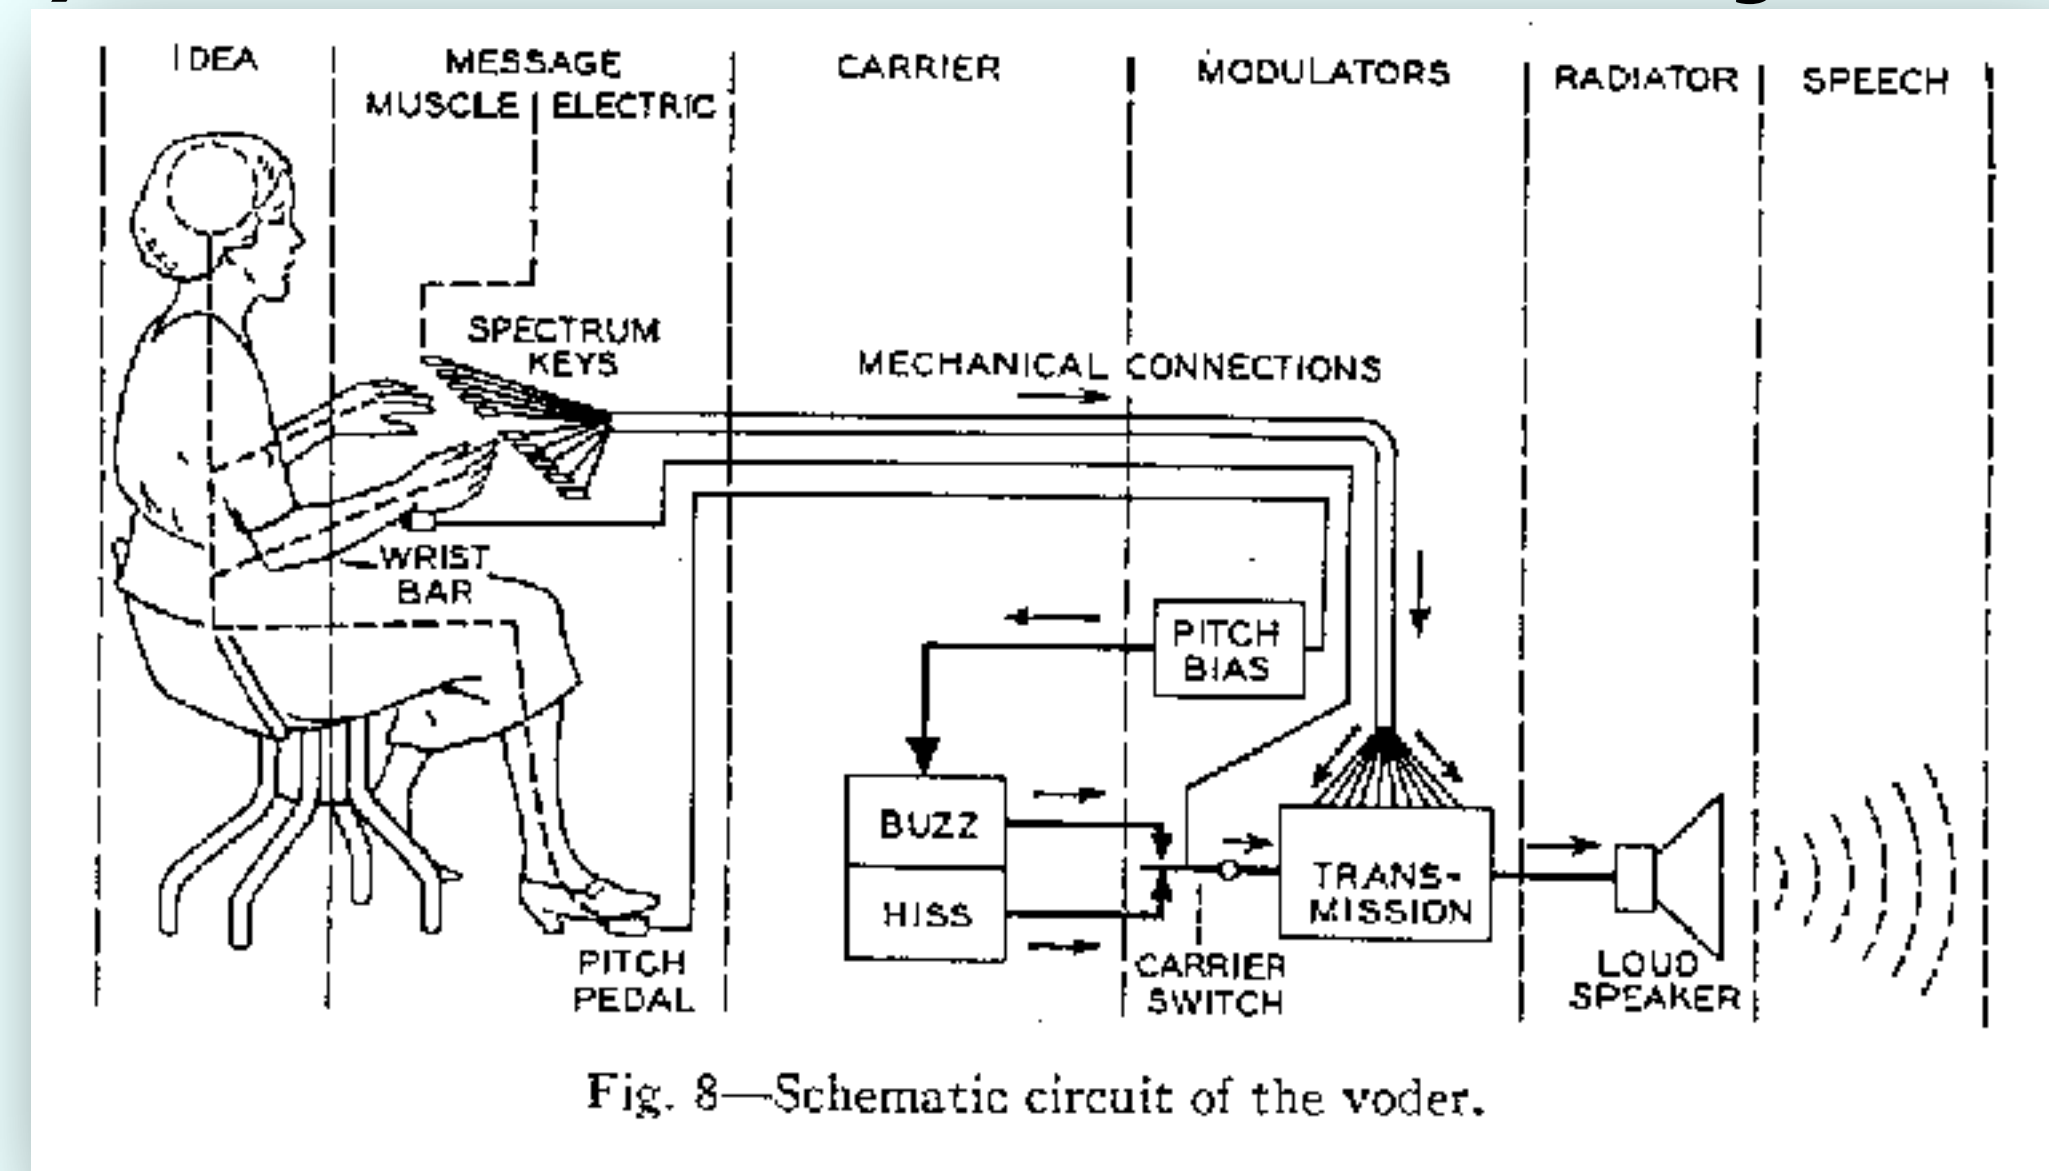 IDEA
MESSAGE
MUSCLE ELECTRIC
CARRIER
MODULATORS
RADIATOR
SPEECH
SPECTRUM
KEYS
MECHANICAL CONNECTIONS
WRIST
BAR
PITCH
BIAS
BUZZ
HISS
TRANS-
MISSION
CARRIER
SWITCH
LOUD
SPEAKER
PITCH
PEDAL
Fig. 8—Schematic circuit of the voder.